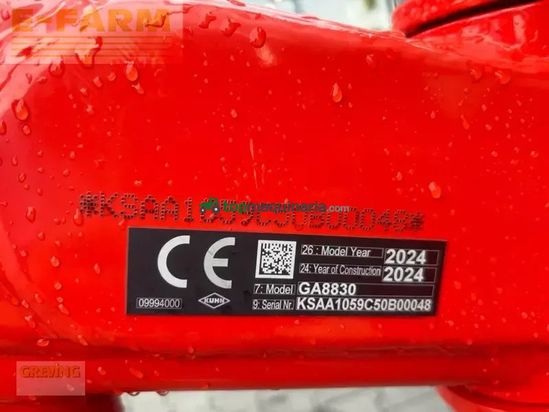 E-FARM
*KSAA1059C50B00048*
CE
26: Model Year 2024
24: Year of Construction 2024
7: Model GA8830
9: Serial Nr. KSAA1059C50B00048
09994000
KUHN
GREVING